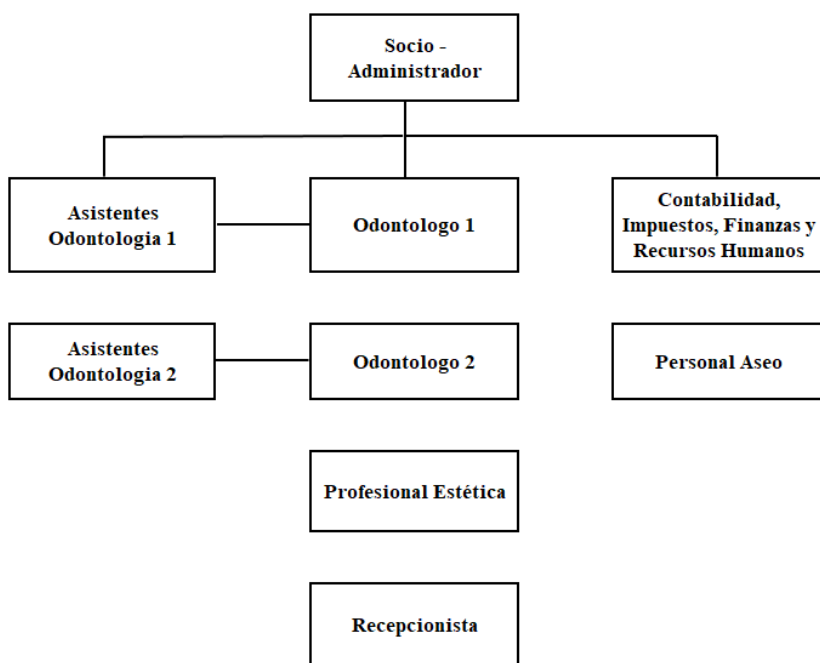 Socio -
Administrador
Asistentes
Odontologia 1
Odontologo 1
Contabilidad,
Impuestos, Finanzas y
Recursos Humanos
Asistentes
Odontologia 2
Odontologo 2
Personal Aseo
Profesional Estética
Recepcionista